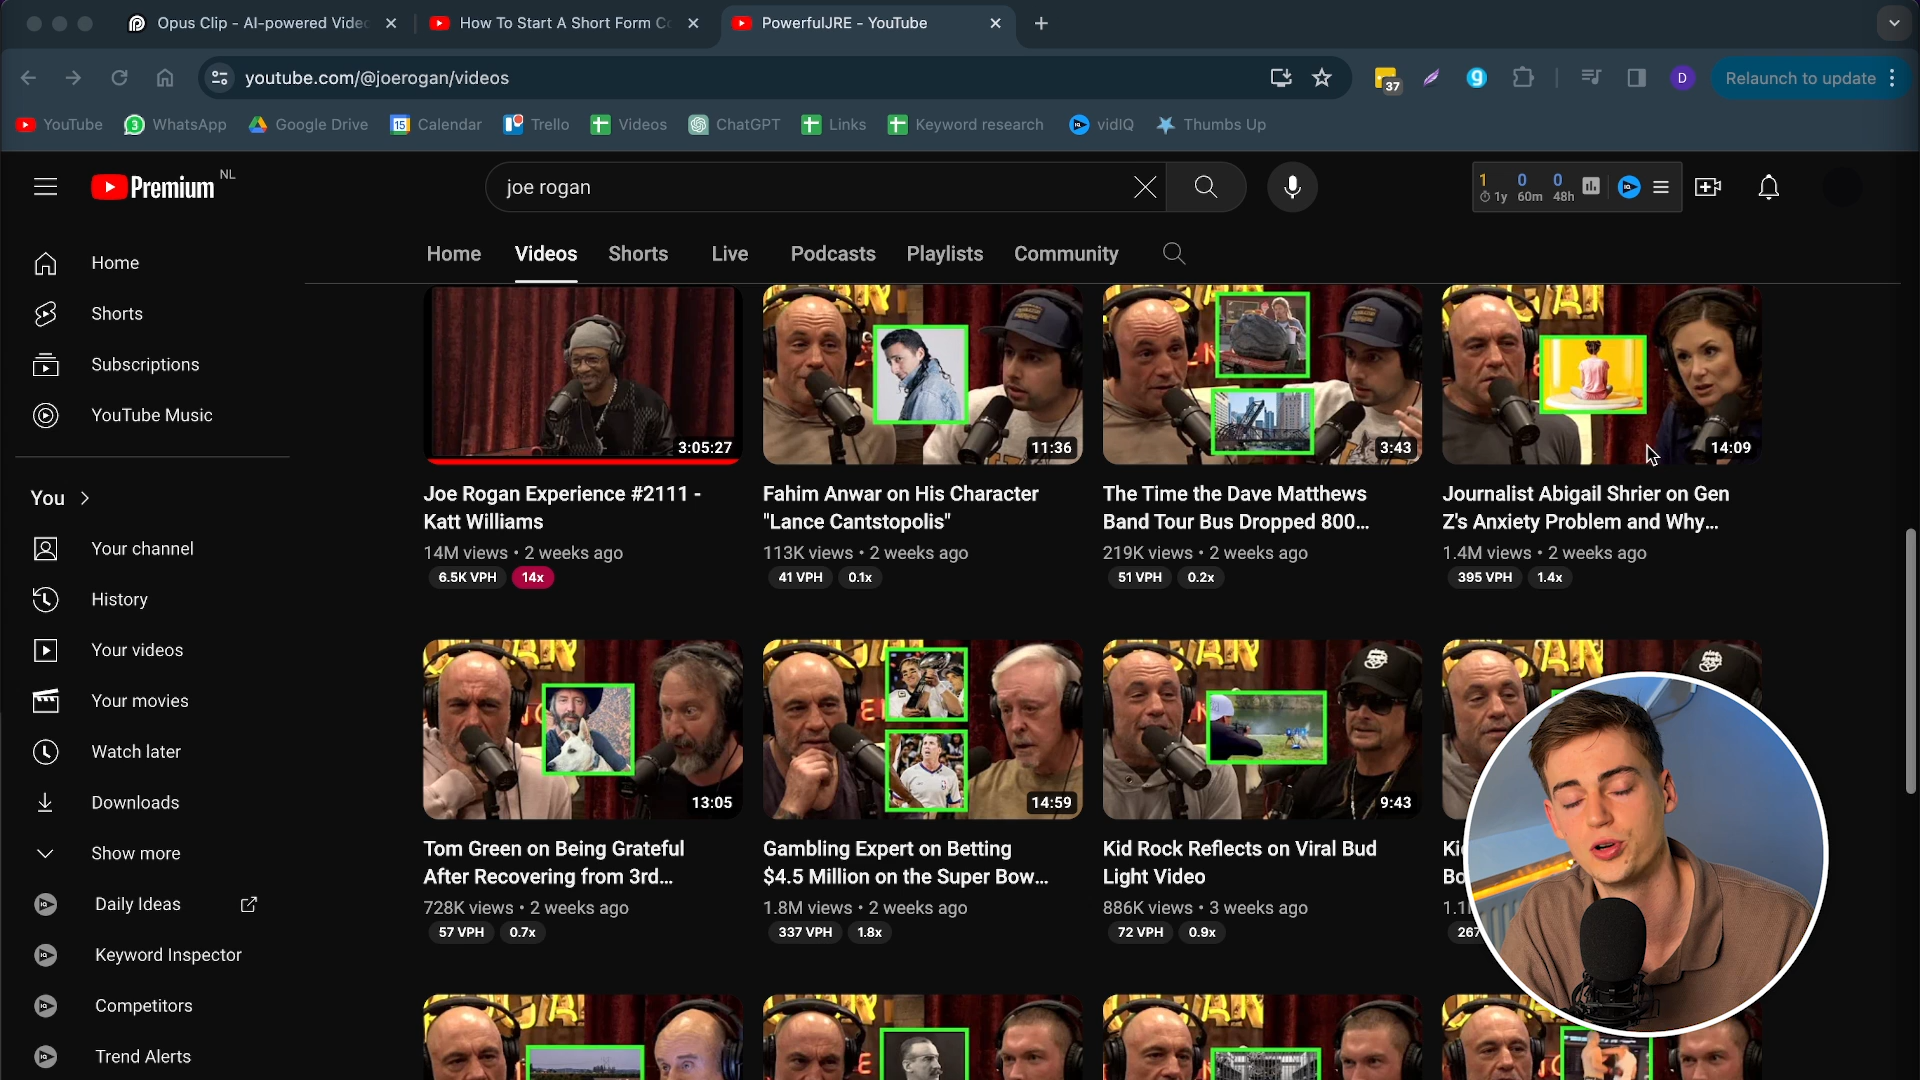 Opus Clip - AI-powered Vide
How To Start A Short Form C
PowerfulJRE - YouTube
youtube.com/@joerogan/videos
37
g
D
Relaunch to update
YouTube
3
WhatsApp
Google Drive
15
Calendar
Trello
Videos
ChatGPT
Links
Keyword research
vidIQ
Thumbs Up
Premium
NL
joe rogan
1 0 0
1y 60m 48h
Home
Videos
Shorts
Live
Podcasts
Playlists
Community
Home
Shorts
Subscriptions
YouTube Music
You
Your channel
History
Your videos
Your movies
Watch later
Downloads
Show more
Daily Ideas
Keyword Inspector
Competitors
Trend Alerts
3:05:27
Joe Rogan Experience #2111 -
Katt Williams
14M views • 2 weeks ago
6.5K VPH 14x
11:36
Fahim Anwar on His Character
"Lance Cantstopolis"
113K views • 2 weeks ago
41 VPH 0.1x
3:43
The Time the Dave Matthews
Band Tour Bus Dropped 800...
219K views • 2 weeks ago
51 VPH 0.2x
14:09
Journalist Abigail Shrier on Gen
Z's Anxiety Problem and Why...
1.4M views • 2 weeks ago
395 VPH 1.4x
13:05
Tom Green on Being Grateful
After Recovering from 3rd...
728K views • 2 weeks ago
57 VPH 0.7x
14:59
Gambling Expert on Betting
$4.5 Million on the Super Bow...
1.8M views • 2 weeks ago
337 VPH 1.8x
9:43
Kid Rock Reflects on Viral Bud
Light Video
886K views • 3 weeks ago
72 VPH 0.9x
267